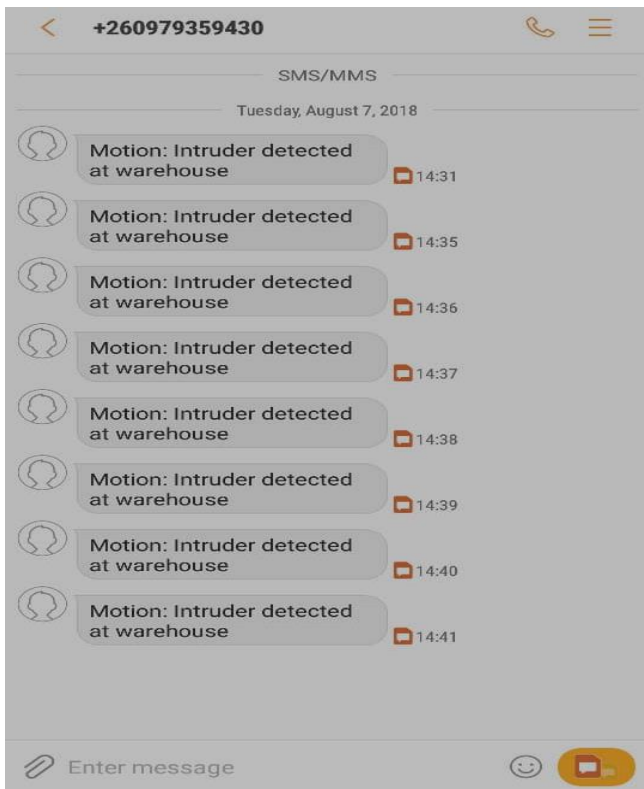 +260979359430
SMS/MMS
Tuesday, August 7, 2018
Motion: Intruder detected
at warehouse
14:31
Motion: Intruder detected
at warehouse
14:35
Motion: Intruder detected
at warehouse
14:36
Motion: Intruder detected
at warehouse
14:37
Motion: Intruder detected
at warehouse
14:38
Motion: Intruder detected
at warehouse
14:39
Motion: Intruder detected
at warehouse
14:40
Motion: Intruder detected
at warehouse
14:41
Enter message